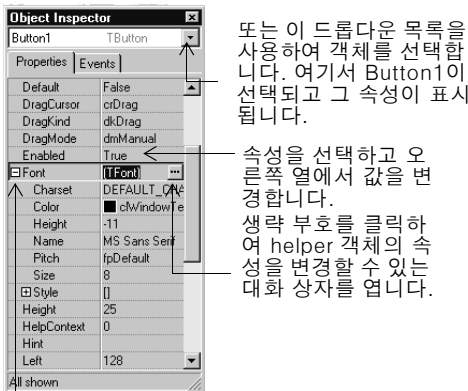 Object Inspector
Button1 TButton
Properties Events
Default False
DragCursor crDrag
DragKind dkDrag
DragMode dmManual
Enabled True
Font (TFont)
Charset DEFAULT_CHA
Color clWindowTe
Height -11
Name MS Sans Serif
Pitch fpDefault
Size 8
Style []
Height 25
HelpContext 0
Hint
Left 128
All shown
또는 이 드롭다운 목록을
사용하여 객체를 선택합
니다. 여기서 Button1이
선택되고 그 속성이 표시
됩니다.
속성을 선택하고 오
른쪽 열에서 값을 변
경합니다.
생략 부호를 클릭하
여 helper 객체의 속
성을 변경할 수 있는
대화 상자를 엽니다.